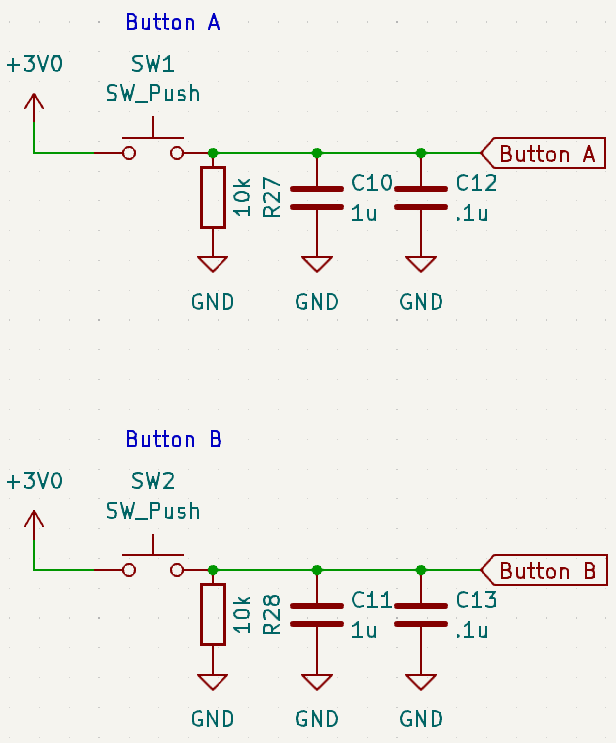 Button A
+3V0
SW1
SW_Push
Button A
10k
R27
C10
1u
C12
.1u
GND
GND
GND
Button B
+3V0
SW2
SW_Push
Button B
10k
R28
C11
1u
C13
.1u
GND
GND
GND